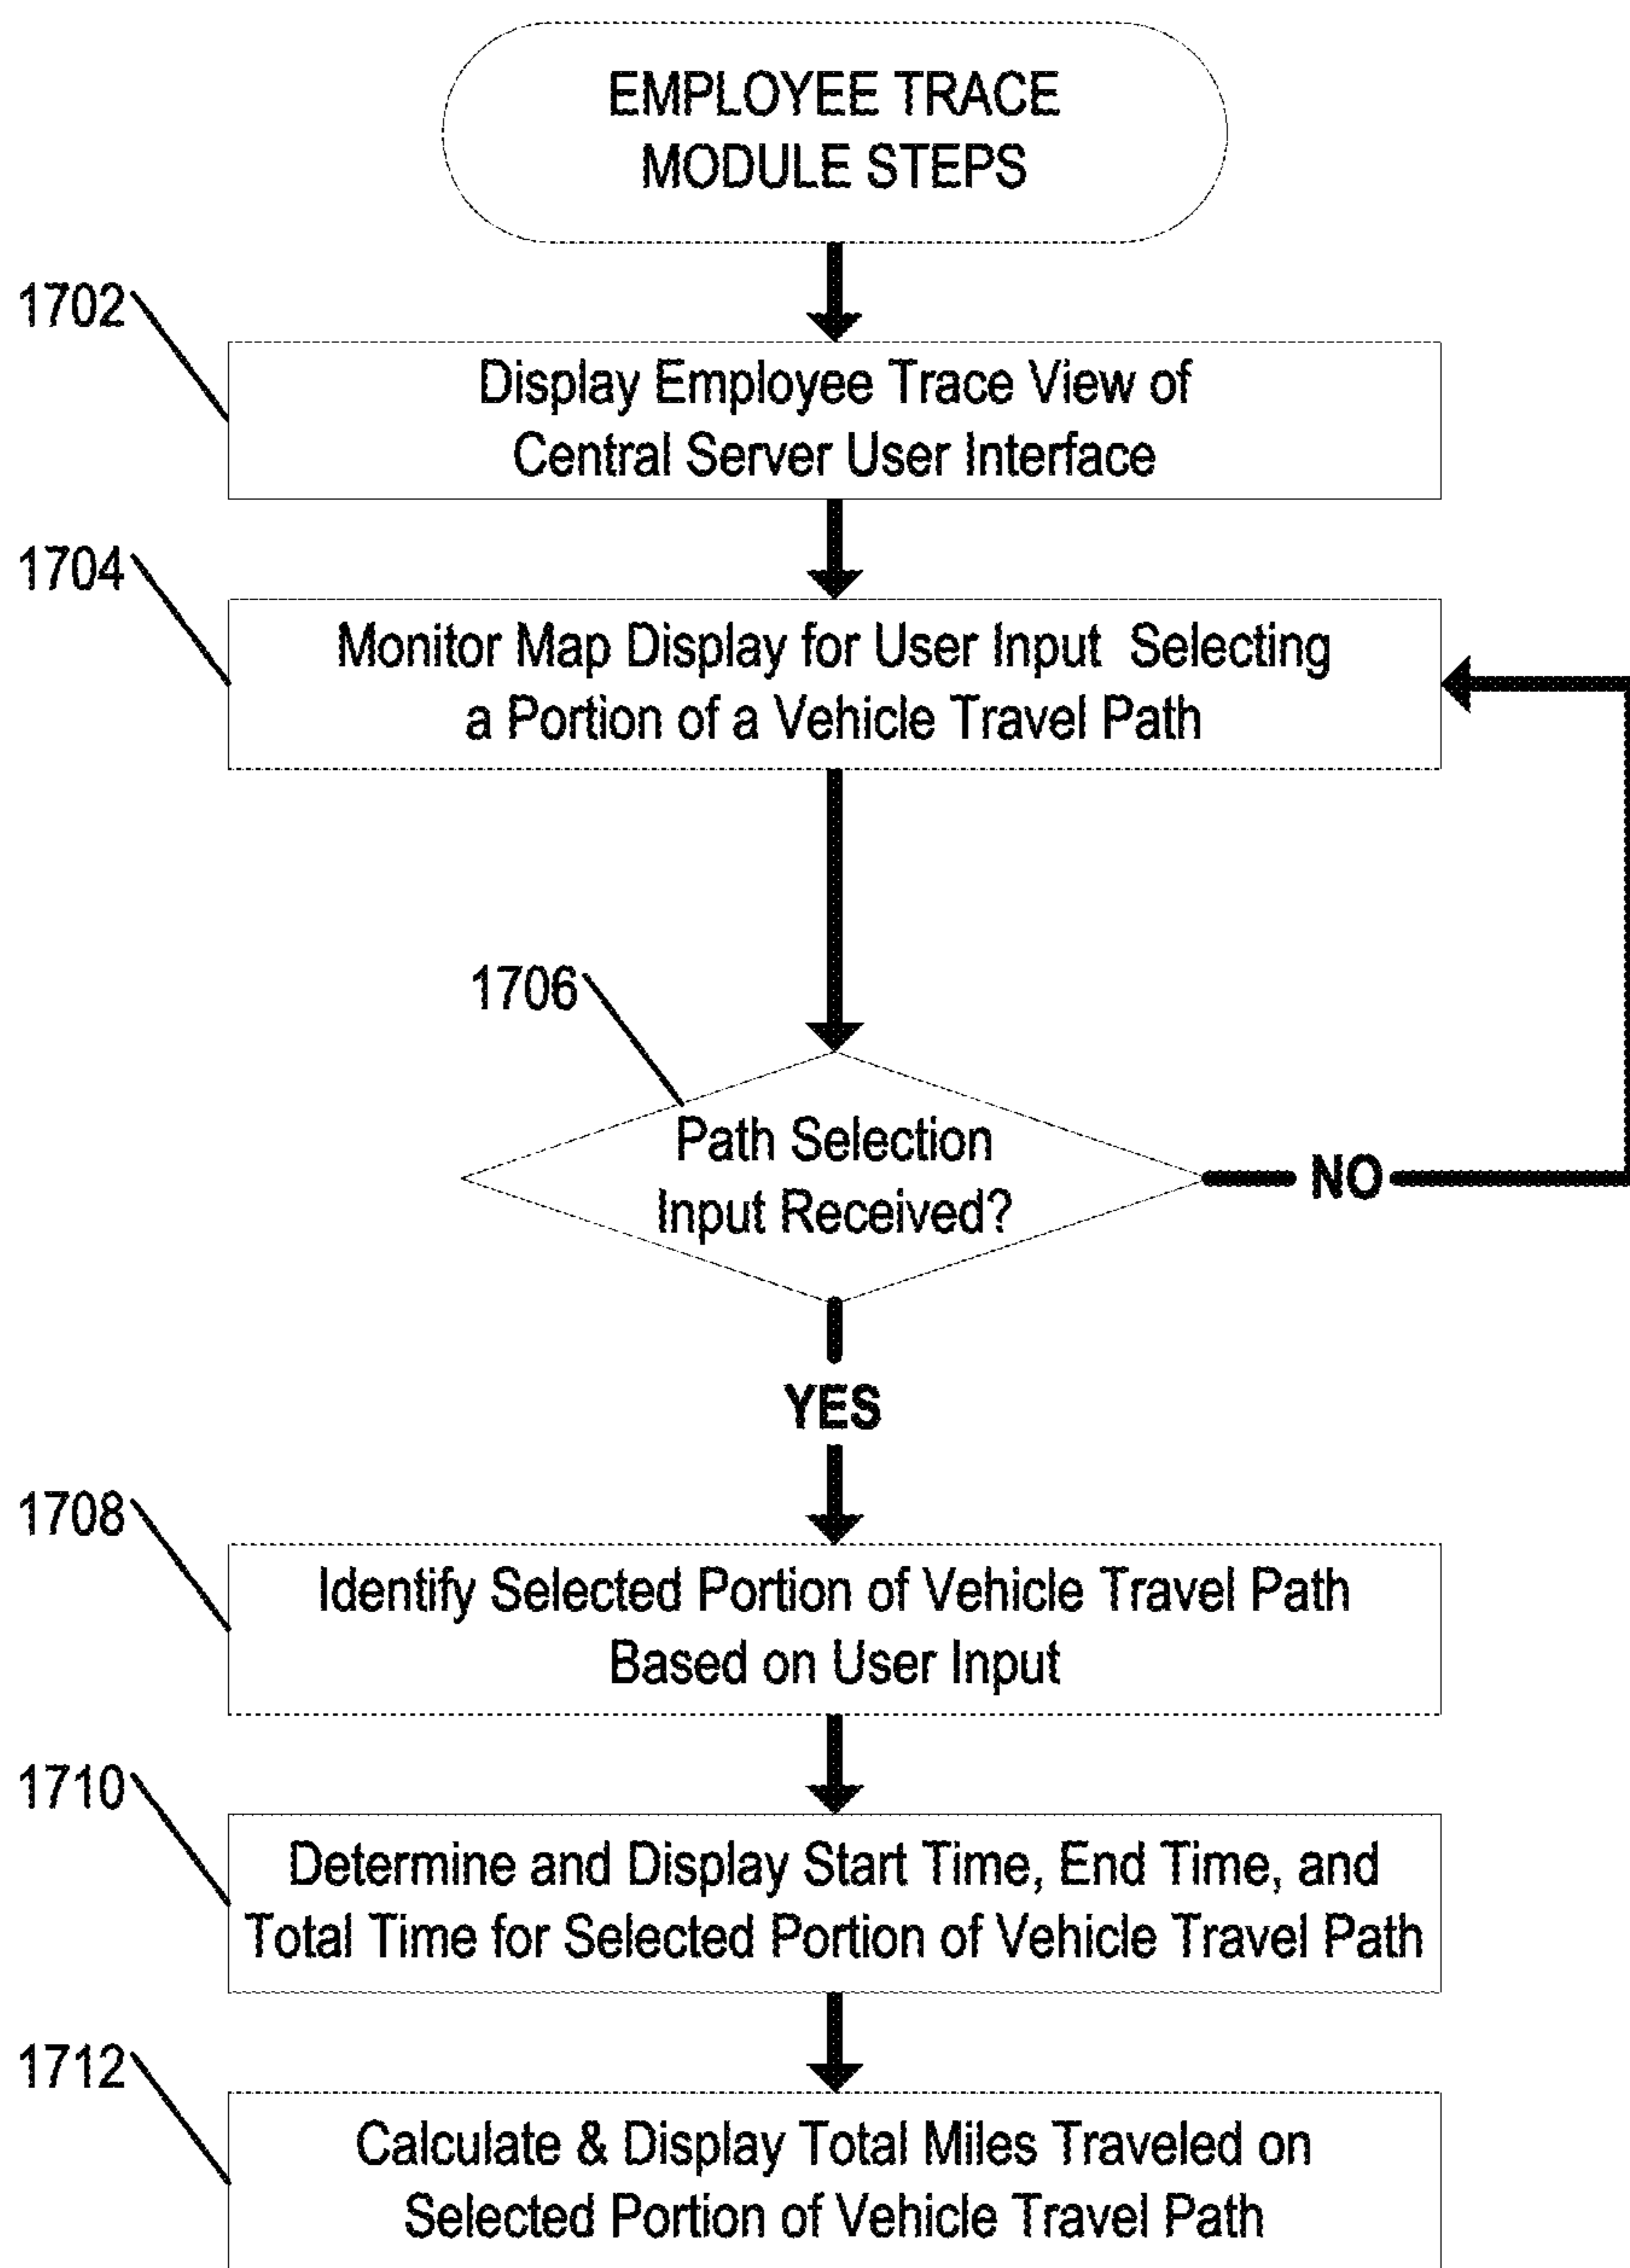 EMPLOYEE TRACE
MODULE STEPS
1702
Display Employee Trace View of
Central Server User Interface
1704
Monitor Map Display for User Input Selecting
a Portion of a Vehicle Travel Path
1706
Path Selection
Input Received?
NO
YES
1708
Identify Selected Portion of Vehicle Travel Path
Based on User Input
1710
Determine and Display Start Time, End Time, and
Total Time for Selected Portion of Vehicle Travel Path
1712
Calculate & Display Total Miles Traveled on
Selected Portion of Vehicle Travel Path